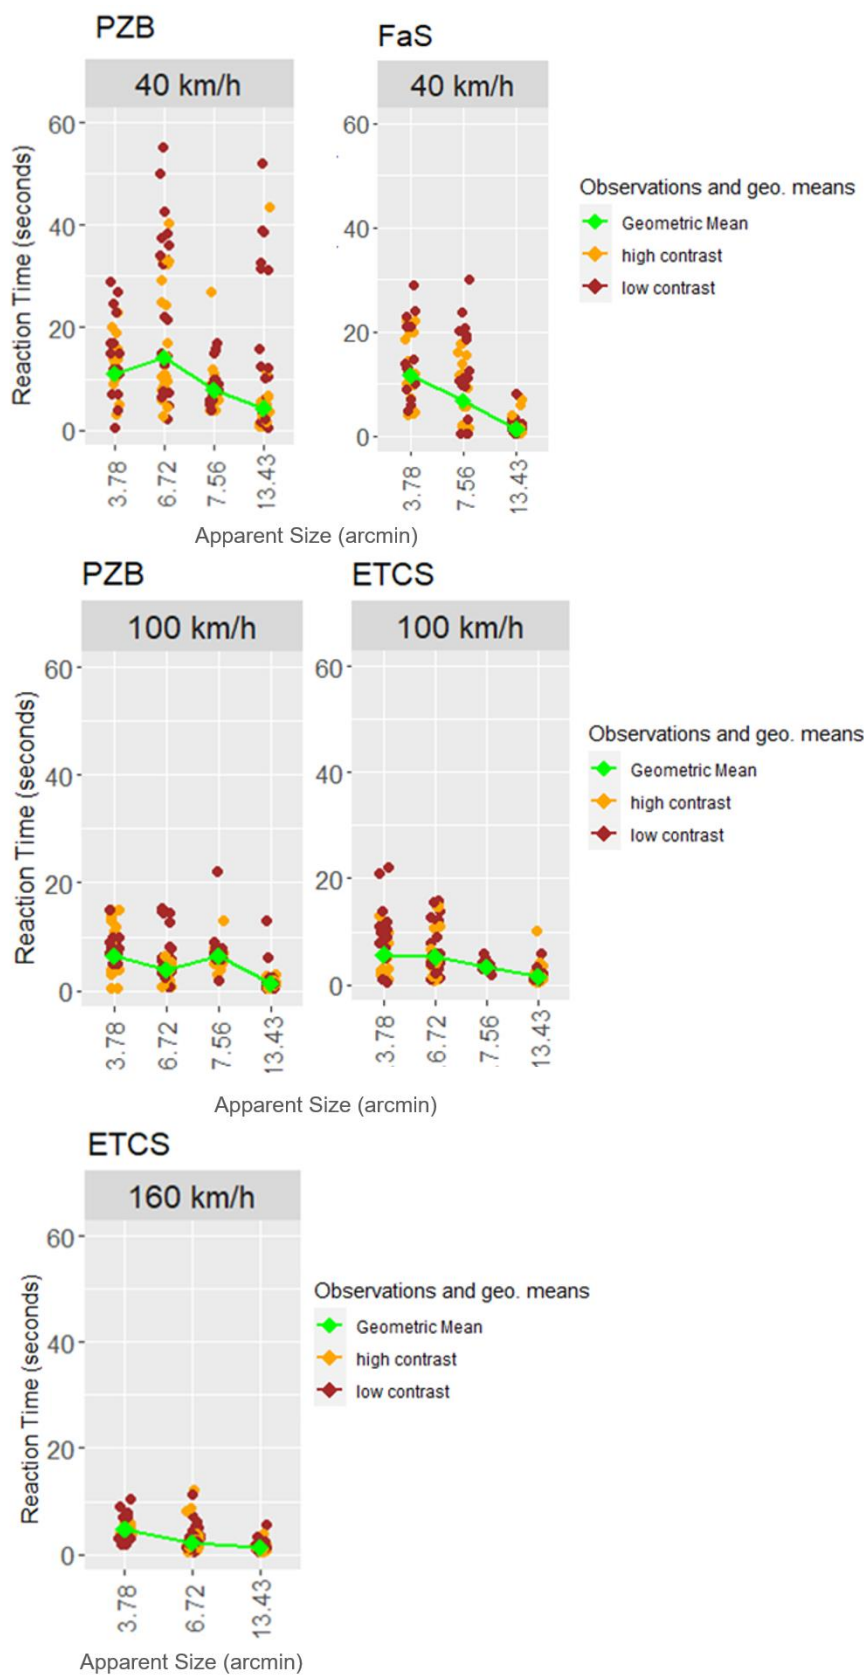 PZB
FaS
40 km/h
40 km/h
Reaction Time (seconds)
60
40
20
0
60
40
20
0
3.78
6.72
7.56
13.43
3.78
7.56
13.43
Apparent Size (arcmin)
Observations and geo. means
Geometric Mean
high contrast
low contrast
PZB
ETCS
100 km/h
100 km/h
Reaction Time (seconds)
60
40
20
0
60
40
20
0
3.78
6.72
7.56
13.43
3.78
6.72
7.56
13.43
Apparent Size (arcmin)
Observations and geo. means
Geometric Mean
high contrast
low contrast
ETCS
160 km/h
Reaction Time (seconds)
60
40
20
0
3.78
6.72
13.43
Apparent Size (arcmin)
Observations and geo. means
Geometric Mean
high contrast
low contrast